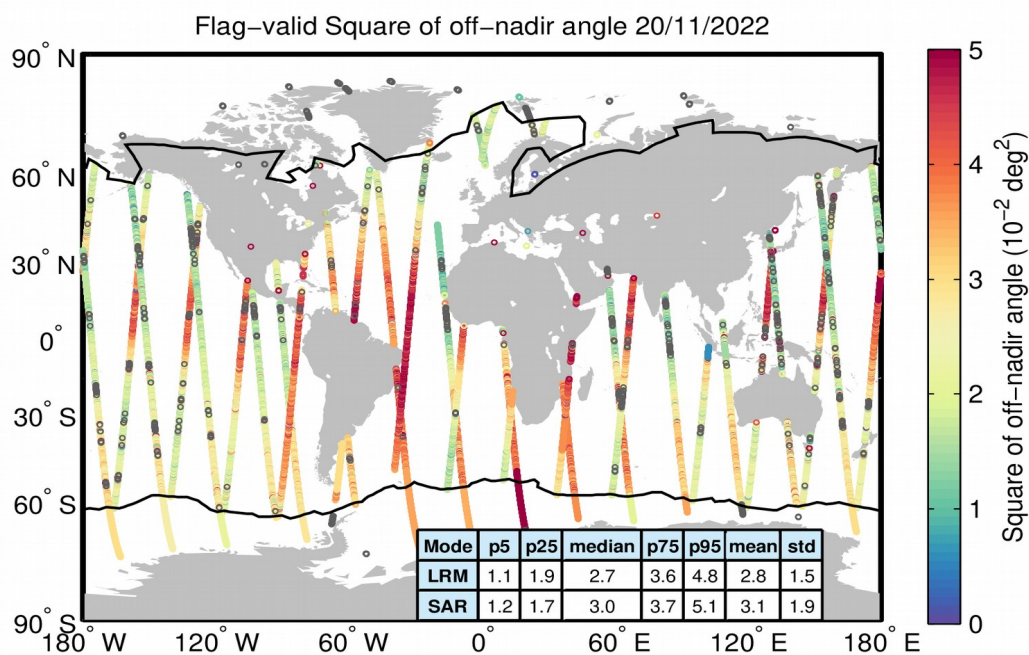 Flag−valid Square of off−nadir angle 20/11/2022
90° N
60° N
30° N
0°
30° S
60° S
90° S
180° W
120° W
60° W
0°
60° E
120° E
180° E
Mode p5 p25 median p75 p95 mean std
LRM 1.1 1.9 2.7 3.6 4.8 2.8 1.5
SAR 1.2 1.7 3.0 3.7 5.1 3.1 1.9
5
4
3
2
1
0
Square of off−nadir angle (10⁻² deg²)